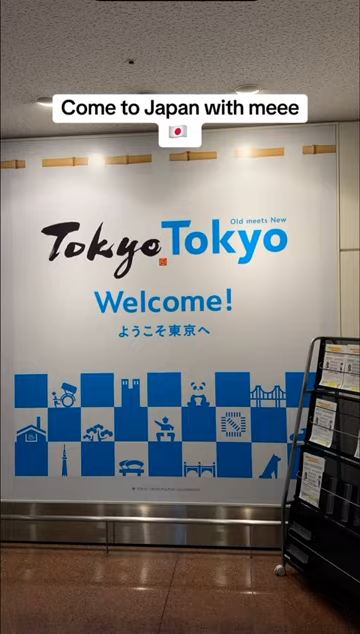 Come to Japan with meee
🇯🇵
Old meets New
Tokyo Tokyo
Welcome!
ようこそ東京へ